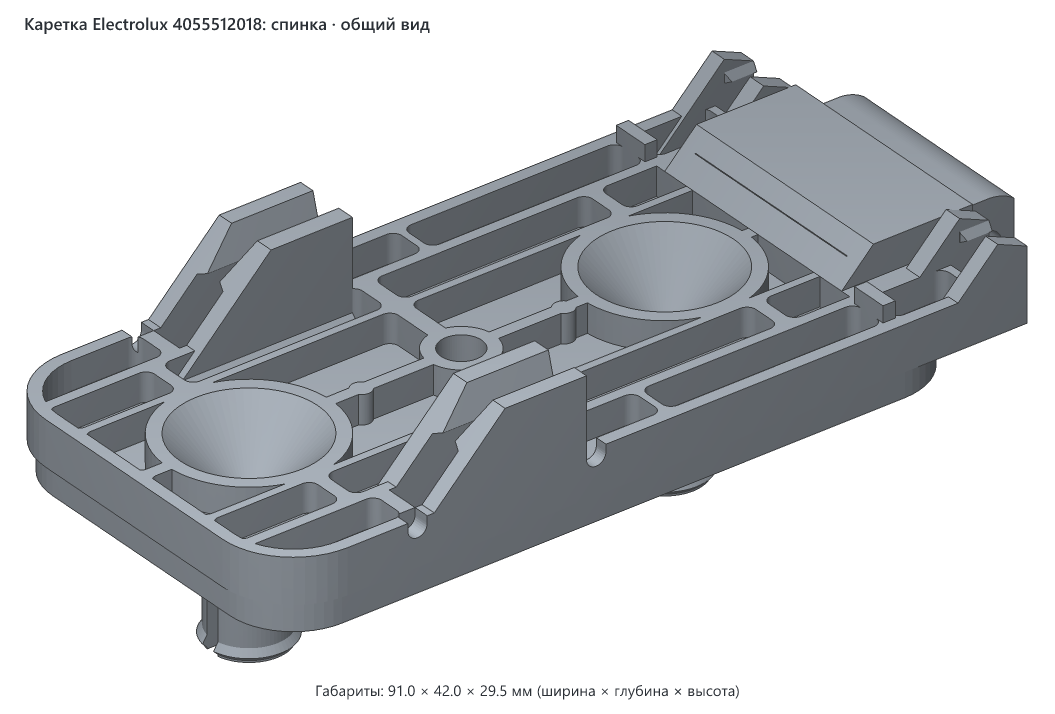 Каретка Electrolux 4055512018: спинка · общий вид
Габариты: 91.0 × 42.0 × 29.5 мм (ширина × глубина × высота)